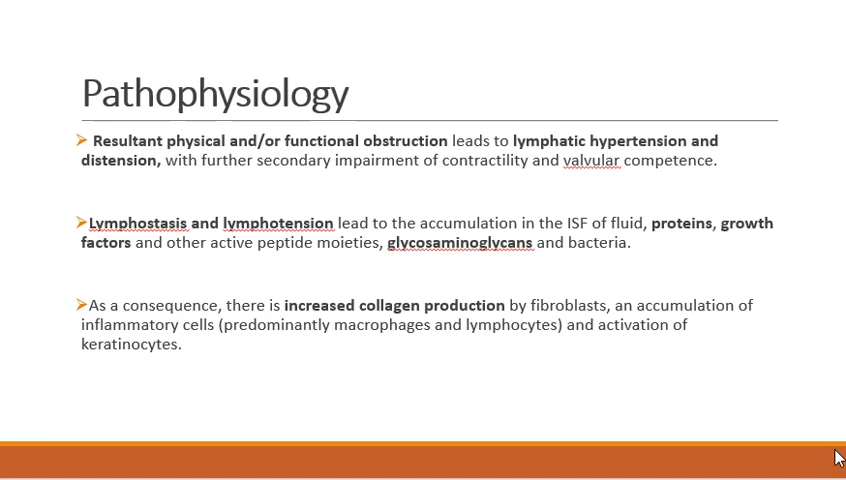 Pathophysiology
➢ Resultant physical and/or functional obstruction leads to lymphatic hypertension and
distension, with further secondary impairment of contractility and valvular competence.
➢Lymphostasis and lymphotension lead to the accumulation in the ISF of fluid, proteins, growth
factors and other active peptide moieties, glycosaminoglycans and bacteria.
➢As a consequence, there is increased collagen production by fibroblasts, an accumulation of
inflammatory cells (predominantly macrophages and lymphocytes) and activation of
keratinocytes.